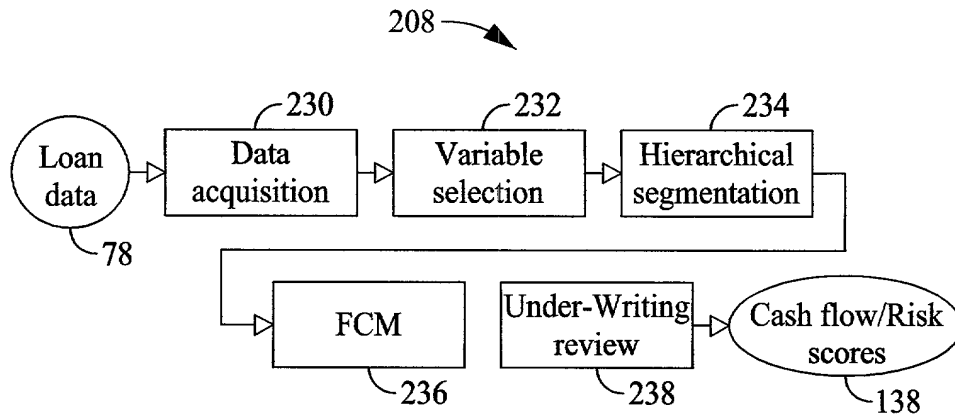 208
230
232
234
Loan
data
Data
acquisition
Variable
selection
Hierarchical
segmentation
78
FCM
Under-Writing
review
Cash flow/Risk
scores
236
238
138